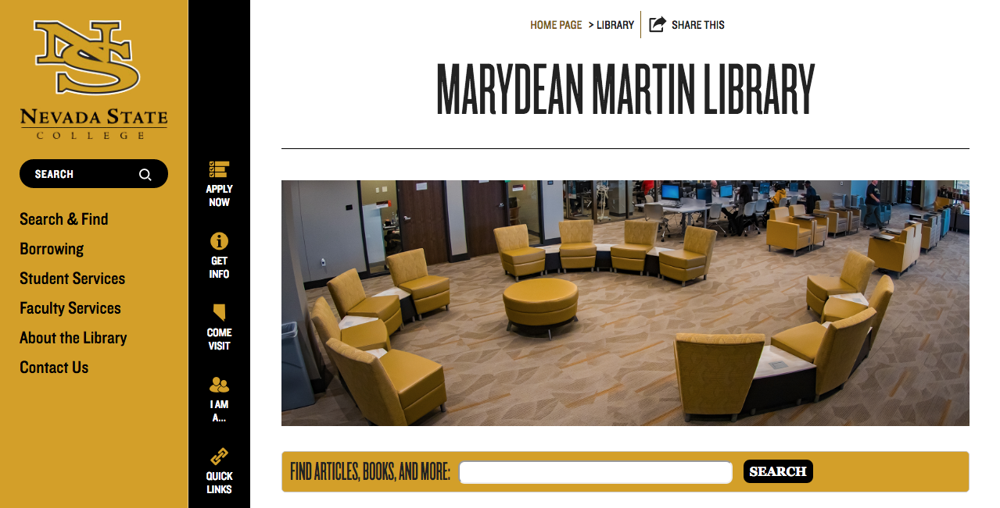 NS
NEVADA STATE
COLLEGE
SEARCH
Search & Find
Borrowing
Student Services
Faculty Services
About the Library
Contact Us
APPLY
NOW
GET
INFO
COME
VISIT
I AM
A...
QUICK
LINKS
HOME PAGE > LIBRARY
SHARE THIS
MARYDEAN MARTIN LIBRARY
FIND ARTICLES, BOOKS, AND MORE:
SEARCH